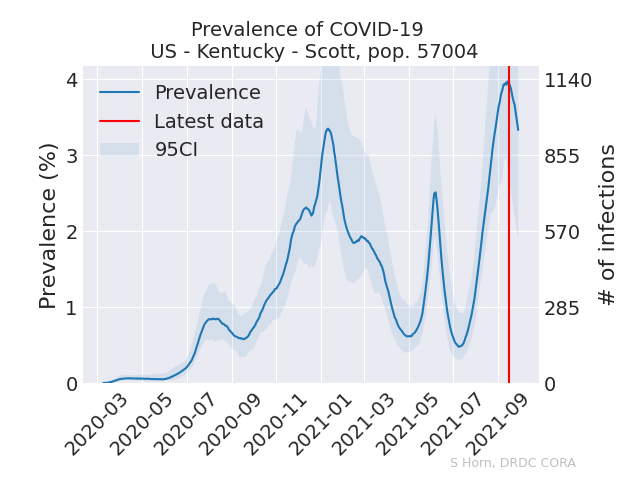 Prevalence of COVID-19
US - Kentucky - Scott, pop. 57004
Prevalence
Latest data
95CI
Prevalence (%)
4
3
2
1
0
1140
855
570
285
0
# of infections
2020-03
2020-05
2020-07
2020-09
2020-11
2021-01
2021-03
2021-05
2021-07
2021-09
S Horn, DRDC CORA